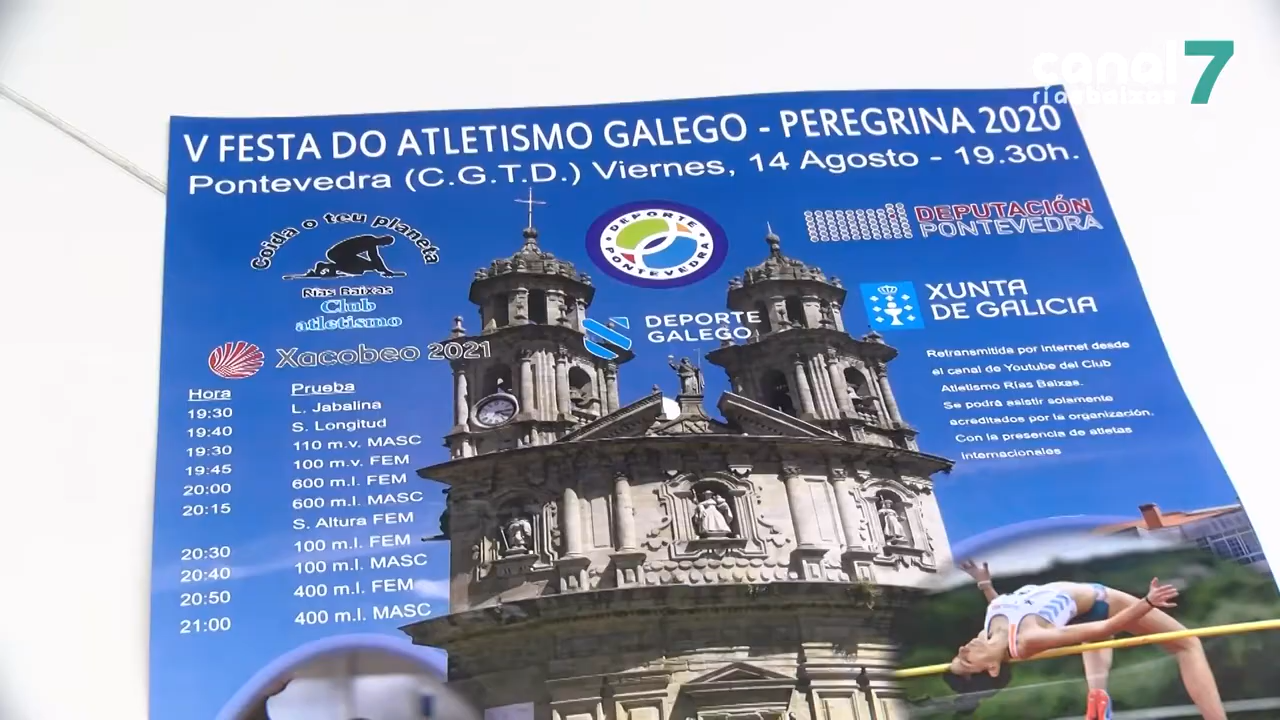 canal 7
rías baixas
V FESTA DO ATLETISMO GALEGO - PEREGRINA 2020
Pontevedra (C.G.T.D.) Viernes, 14 Agosto - 19.30h.
Coida o teu planeta
Rías Baixas
Club
atletismo
DEPORTE
PONTEVEDRA
DEPUTACIÓN
PONTEVEDRA
DEPORTE
GALEGO
XUNTA
DE GALICIA
Xacobeo 2021
Hora Prueba
19:30 L. Jabalina
19:40 S. Longitud
19:30 110 m.v. MASC
19:45 100 m.v. FEM
20:00 600 m.l. FEM
20:15 600 m.l. MASC
S. Altura FEM
20:30 100 m.l. FEM
20:40 100 m.l. MASC
20:50 400 m.l. FEM
21:00 400 m.l. MASC
Retransmitida por Internet desde
el canal de Youtube del Club
Atletismo Rías Baixas.
Se podrá asistir solamente
acreditados por la organización.
Con la presencia de atletas
internacionales